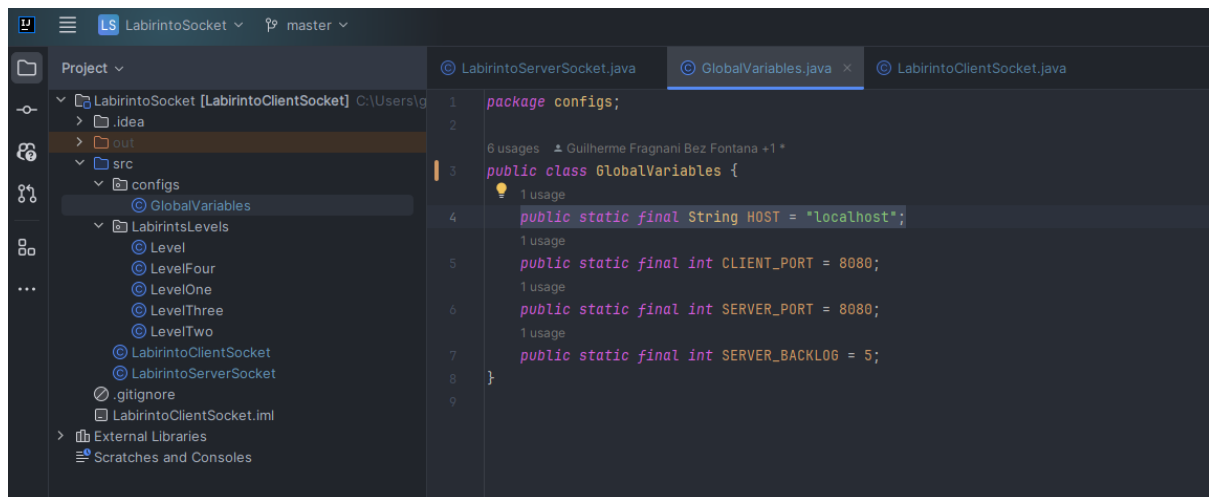 LS LabirintoSocket master
Project
LabirintoSocket [LabirintoClientSocket] C:\Users\g
.idea
out
src
configs
GlobalVariables
LabirintsLevels
Level
LevelFour
LevelOne
LevelThree
LevelTwo
LabirintoClientSocket
LabirintoServerSocket
.gitignore
LabirintoClientSocket.iml
External Libraries
Scratches and Consoles
LabirintoServerSocket.java GlobalVariables.java LabirintoClientSocket.java
1 package configs;
2
6 usages Guilherme Fragnani Bez Fontana +1 *
3 public class GlobalVariables {
1 usage
4 public static final String HOST = "localhost";
1 usage
5 public static final int CLIENT_PORT = 8080;
1 usage
6 public static final int SERVER_PORT = 8080;
1 usage
7 public static final int SERVER_BACKLOG = 5;
8 }
9